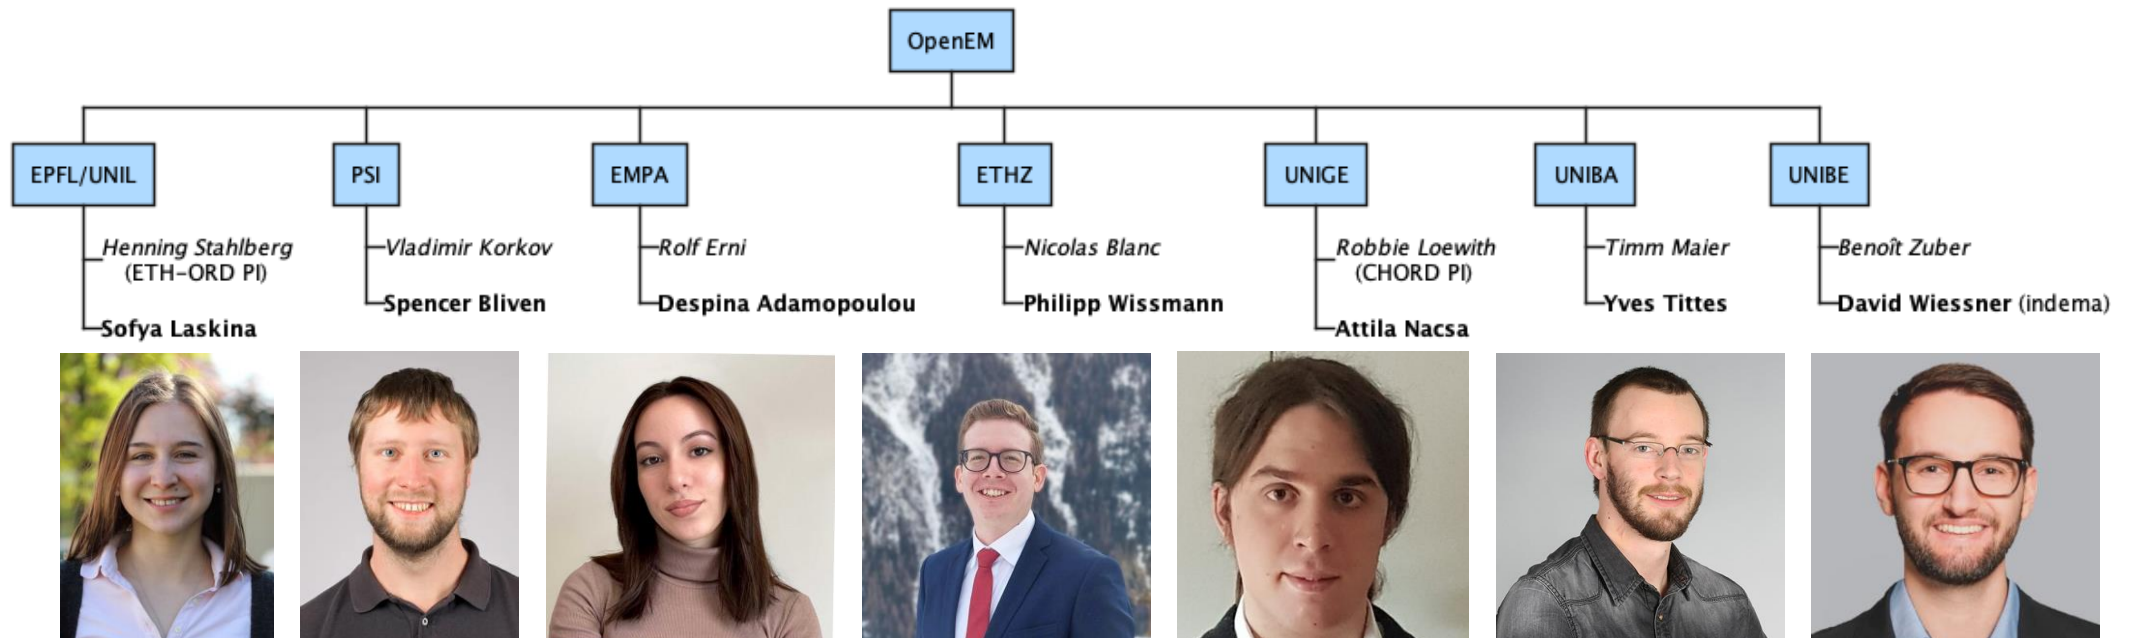 OpenEM
EPFL/UNIL
PSI
EMPA
ETHZ
UNIGE
UNIBA
UNIBE
Henning Stahlberg
(ETH-ORD PI)
Sofya Laskina
Vladimir Korkov
Spencer Bliven
Rolf Erni
Despina Adamopoulou
Nicolas Blanc
Philipp Wissmann
Robbie Loewith
(CHORD PI)
Attila Nacsa
Timm Maier
Yves Tittes
Benoît Zuber
David Wiessner (indema)